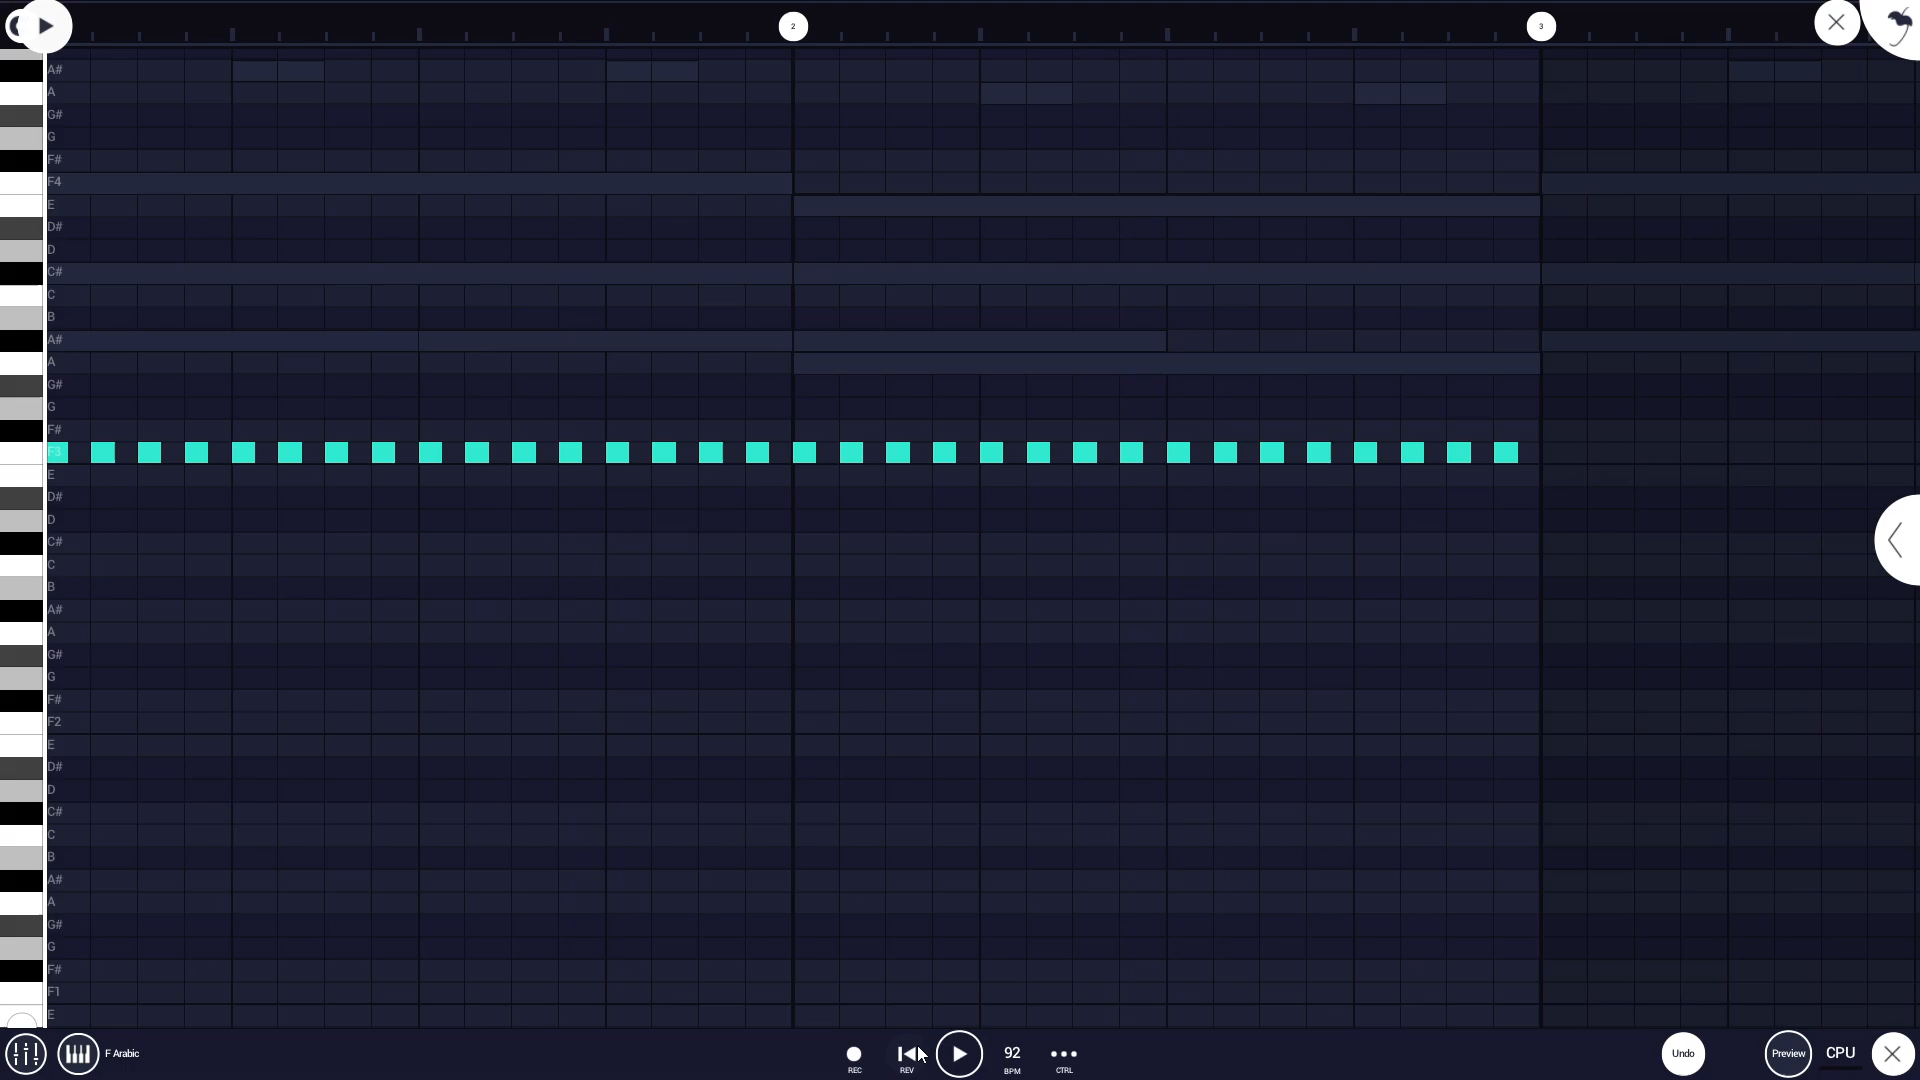 2
3
A#
A
G#
G
F#
F4
E
D#
D
C#
C
B
A#
A
G#
G
F#
F3
E
D#
D
C#
C
B
A#
A
G#
G
F#
F2
E
D#
D
C#
C
B
A#
A
G#
G
F#
F1
E
F Arabic
REC
REV
92
BPM
CTRL
Undo
Preview
CPU